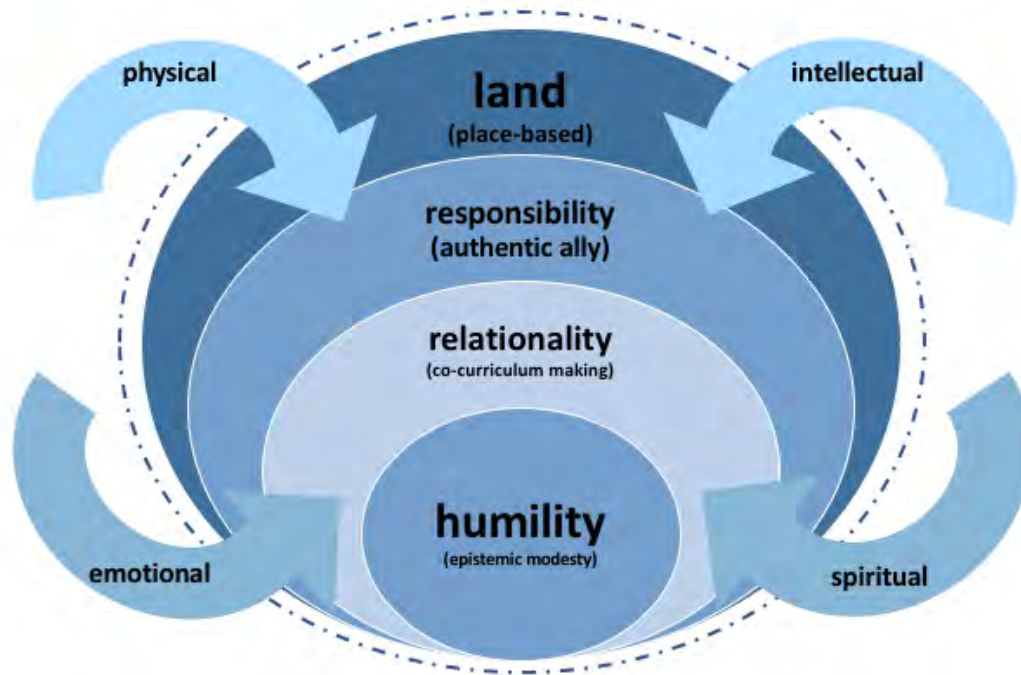 physical
intellectual
land
(place-based)
responsibility
(authentic ally)
relationality
(co-curriculum making)
humility
(epistemic modesty)
emotional
spiritual